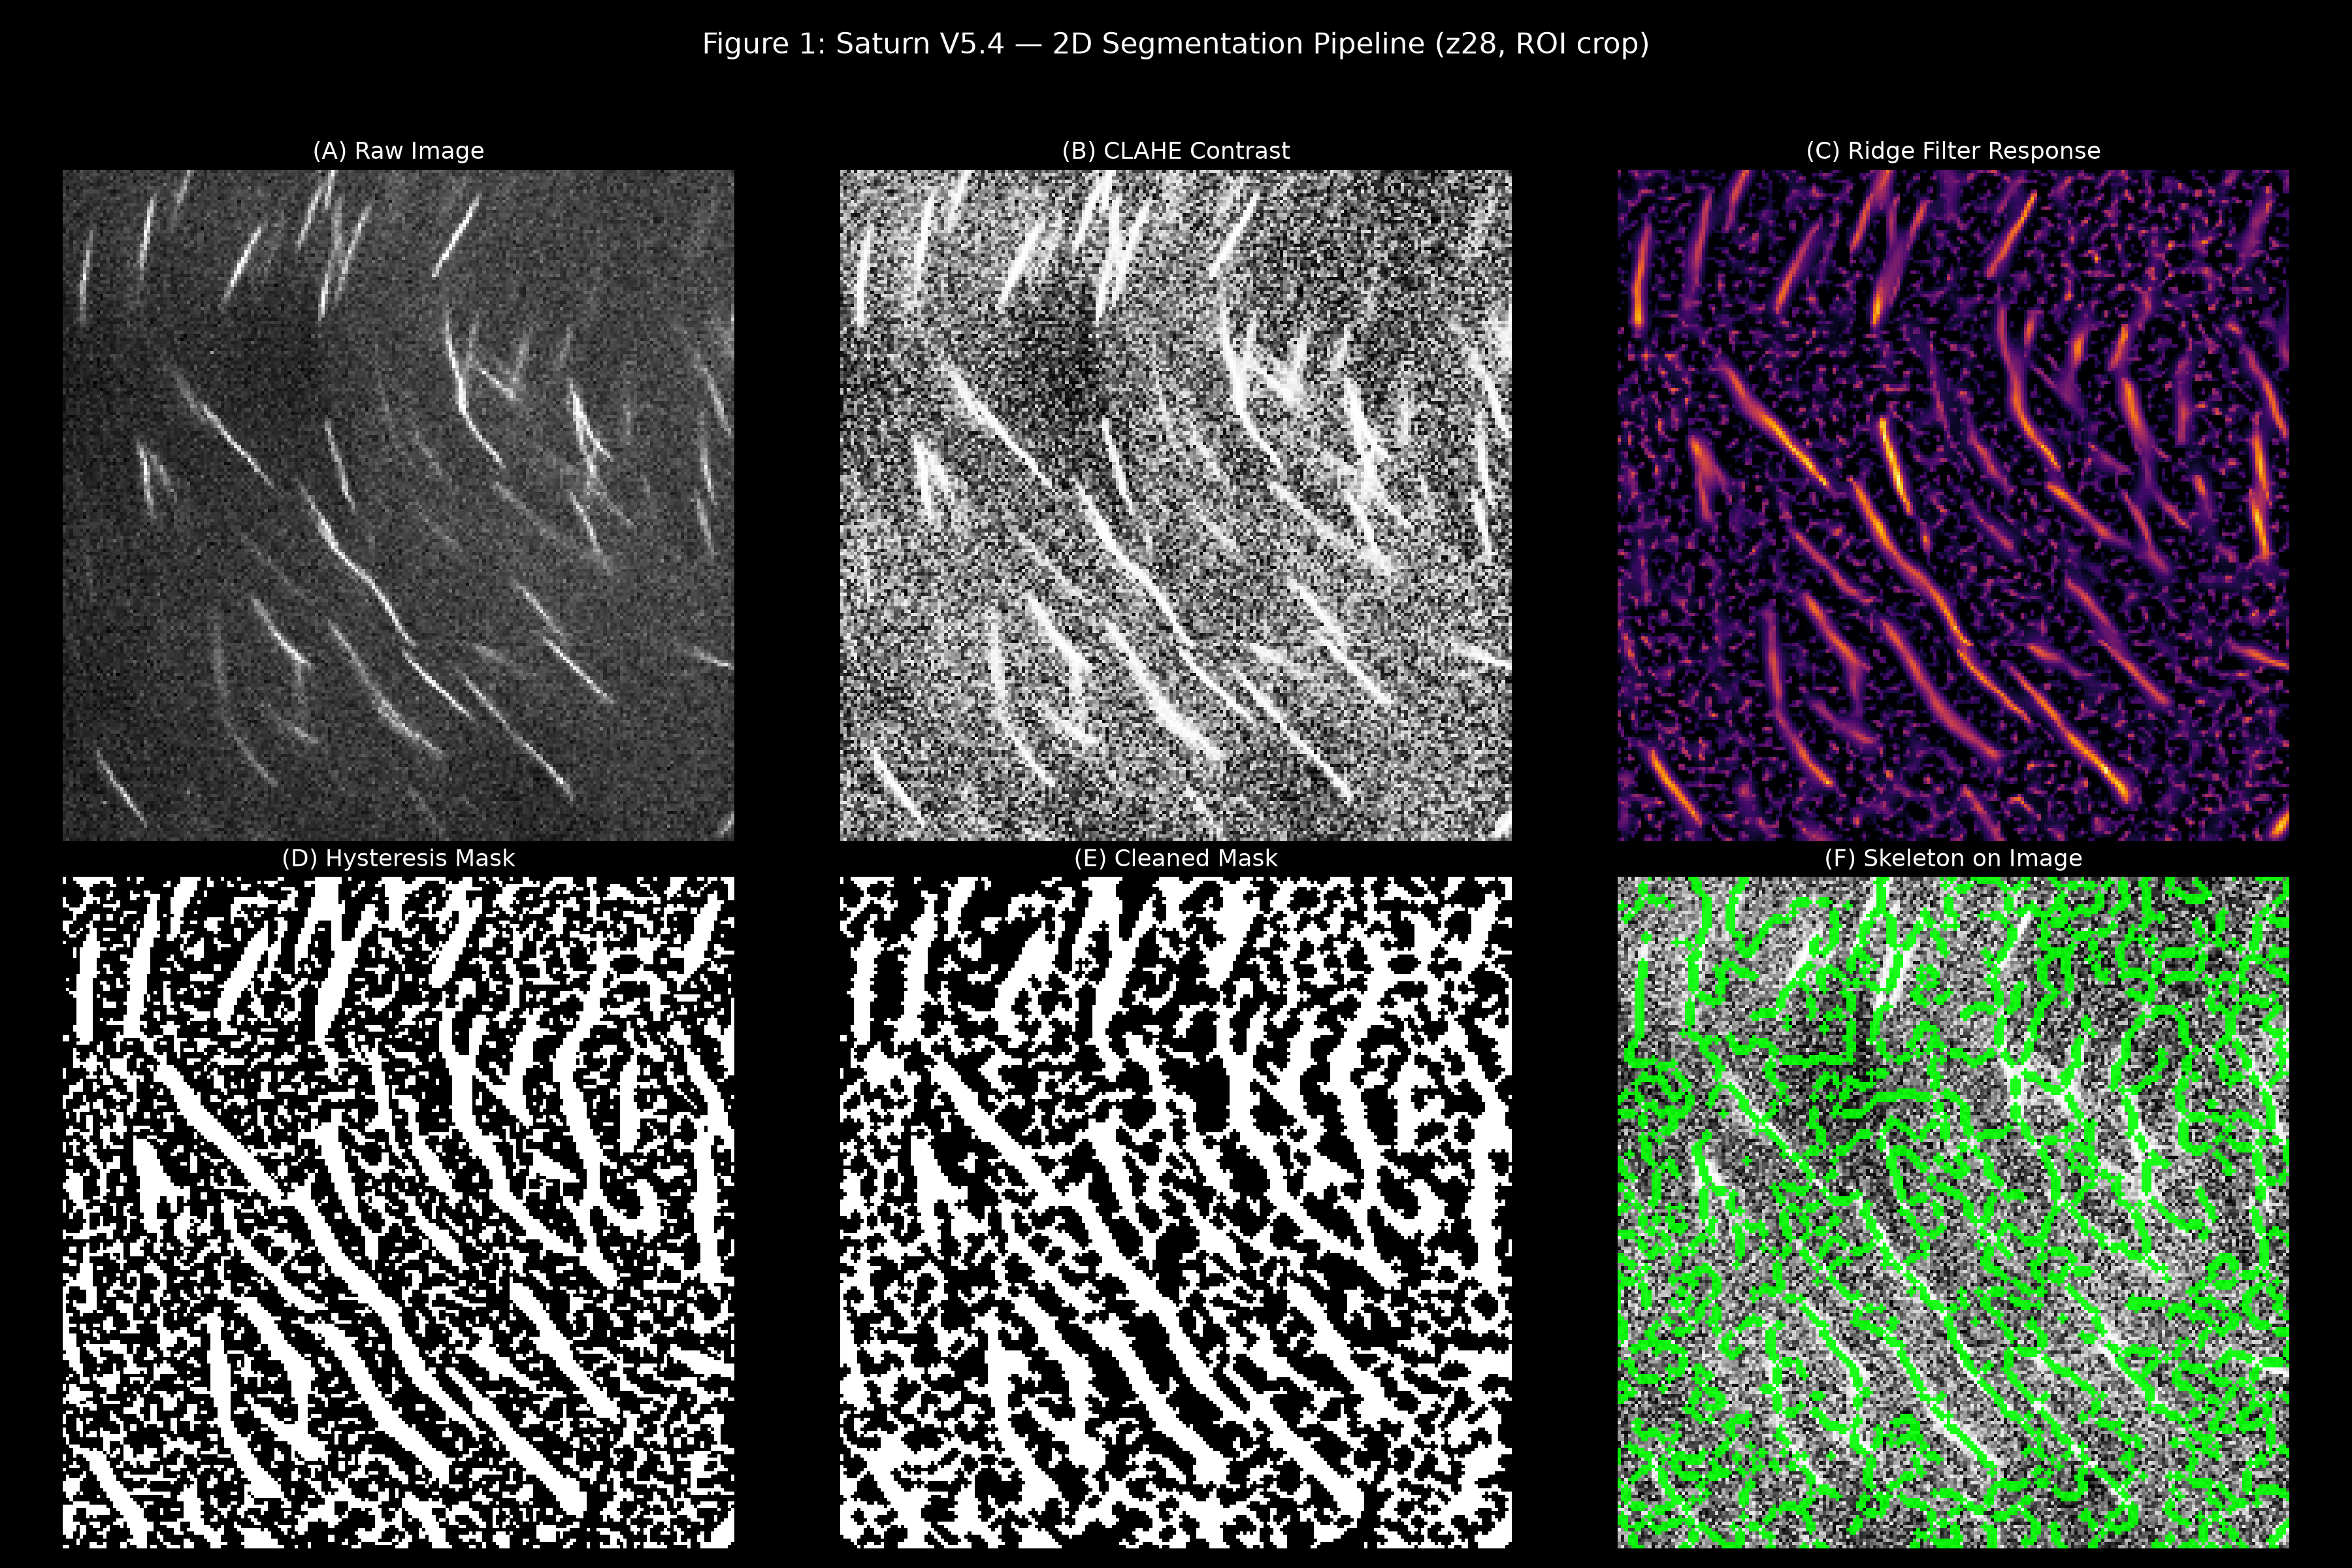 Figure 1: Saturn V5.4 — 2D Segmentation Pipeline (z28, ROI crop)
(A) Raw Image
(B) CLAHE Contrast
(C) Ridge Filter Response
(D) Hysteresis Mask
(E) Cleaned Mask
(F) Skeleton on Image